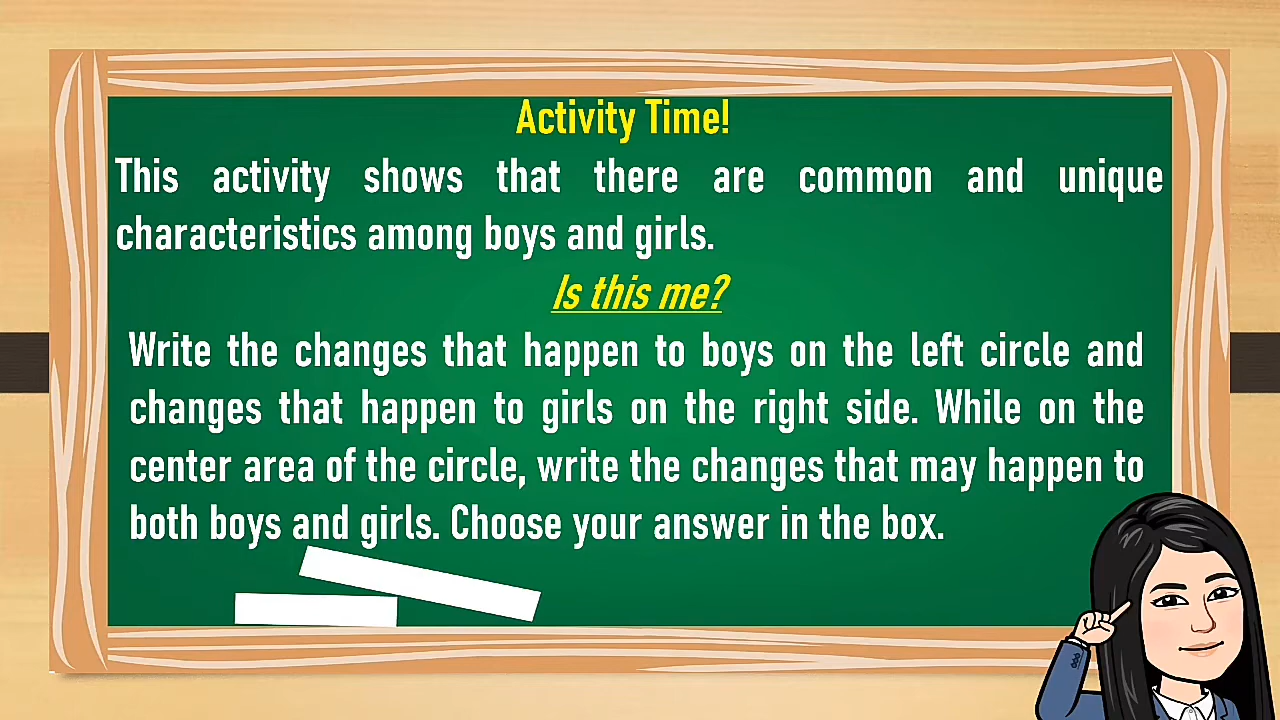 Activity Time!
This activity shows that there are common and unique
characteristics among boys and girls.
Is this me?
Write the changes that happen to boys on the left circle and
changes that happen to girls on the right side. While on the
center area of the circle, write the changes that may happen to
both boys and girls. Choose your answer in the box.